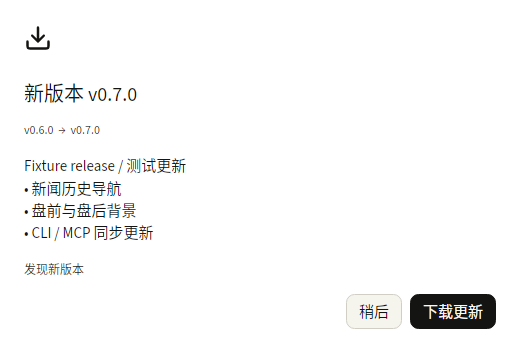 新版本 v0.7.0
v0.6.0 → v0.7.0
Fixture release / 测试更新
• 新闻历史导航
• 盘前与盘后背景
• CLI / MCP 同步更新
发现新版本
稍后
下载更新